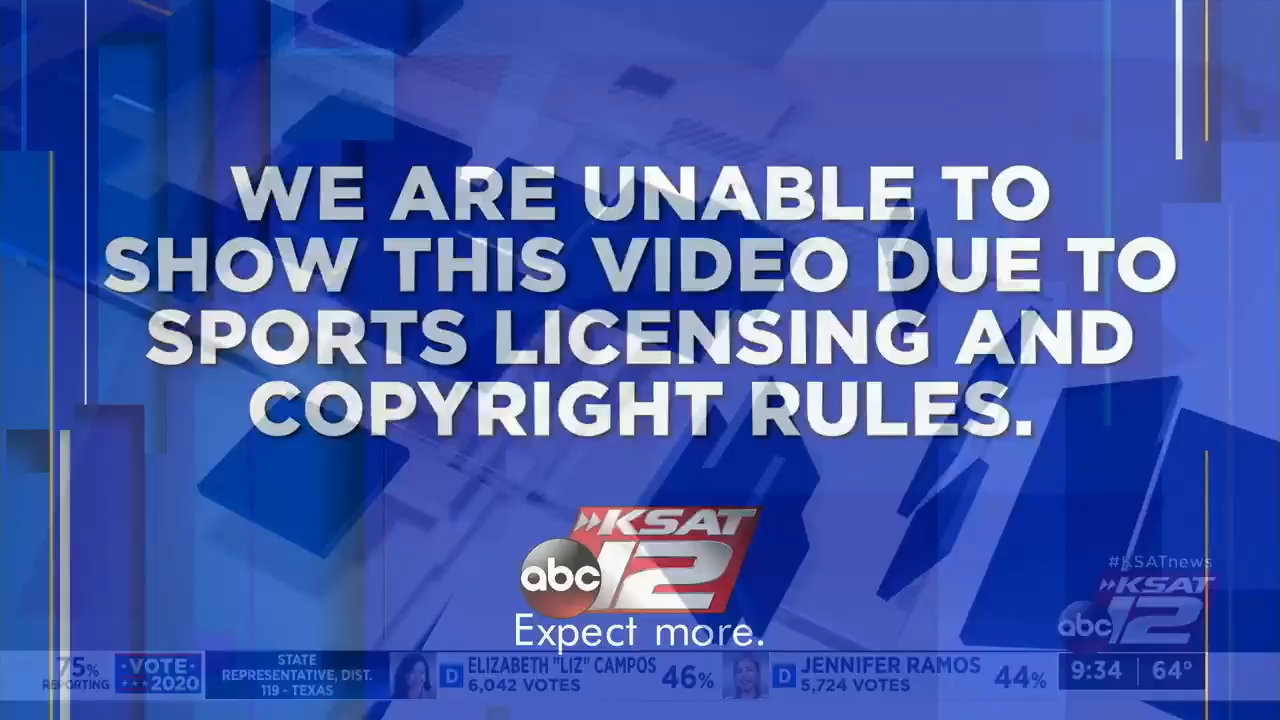 WE ARE UNABLE TO
SHOW THIS VIDEO DUE TO
SPORTS LICENSING AND
COPYRIGHT RULES.
KSAT
abc 12
Expect more.
#KSATnews
KSAT
abc 12
75%
REPORTING
VOTE
2020
STATE
REPRESENTATIVE, DIST.
119 - TEXAS
D ELIZABETH "LIZ" CAMPOS
6,042 VOTES
46%
D JENNIFER RAMOS
5,724 VOTES
44%
9:34 64°